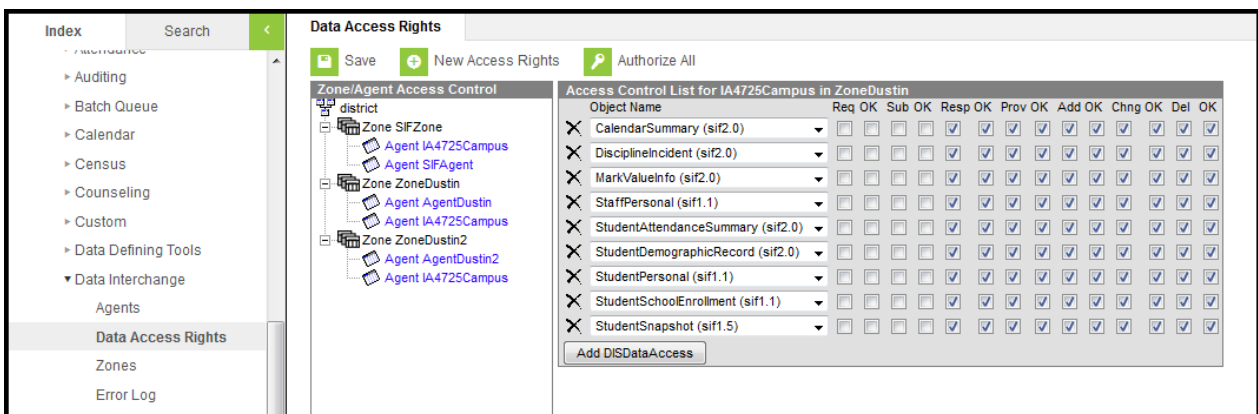 Index Search <
Data Access Rights
Save New Access Rights Authorize All
Auditing
Batch Queue
Calendar
Census
Counseling
Custom
Data Defining Tools
Data Interchange
Agents
Data Access Rights
Zones
Error Log
Zone/Agent Access Control
district
Zone SIFZone
Agent IA4725Campus
Agent SIFAgent
Zone ZoneDustin
Agent AgentDustin
Agent IA4725Campus
Zone ZoneDustin2
Agent AgentDustin2
Agent IA4725Campus
Access Control List for IA4725Campus in ZoneDustin
Object Name Req OK Sub OK Resp OK Prov OK Add OK Chng OK Del OK
CalendarSummary (sif2.0)
DisciplineIncident (sif2.0)
MarkValueInfo (sif2.0)
StaffPersonal (sif1.1)
StudentAttendanceSummary (sif2.0)
StudentDemographicRecord (sif2.0)
StudentPersonal (sif1.1)
StudentSchoolEnrollment (sif1.1)
StudentSnapshot (sif1.5)
Add DISDataAccess